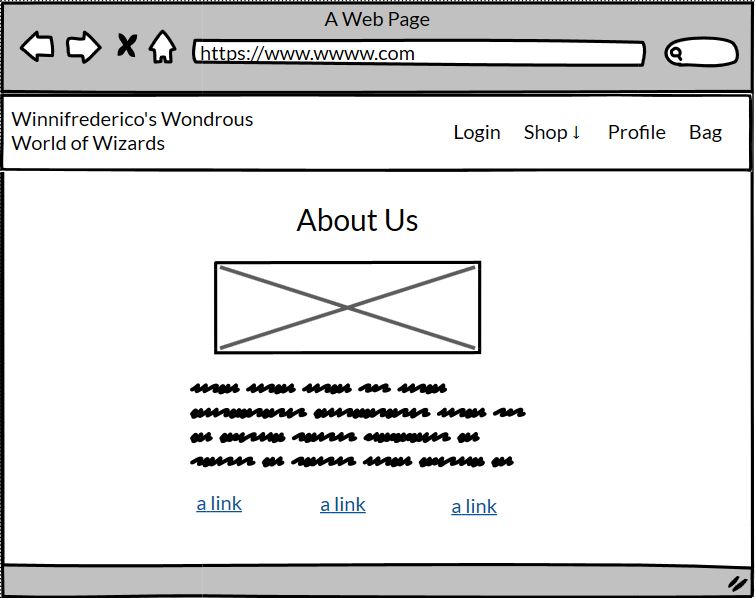 A Web Page
https://www.wwww.com
Winnifrederico's Wondrous
World of Wizards
Login Shop ↓ Profile Bag
About Us
a link a link a link